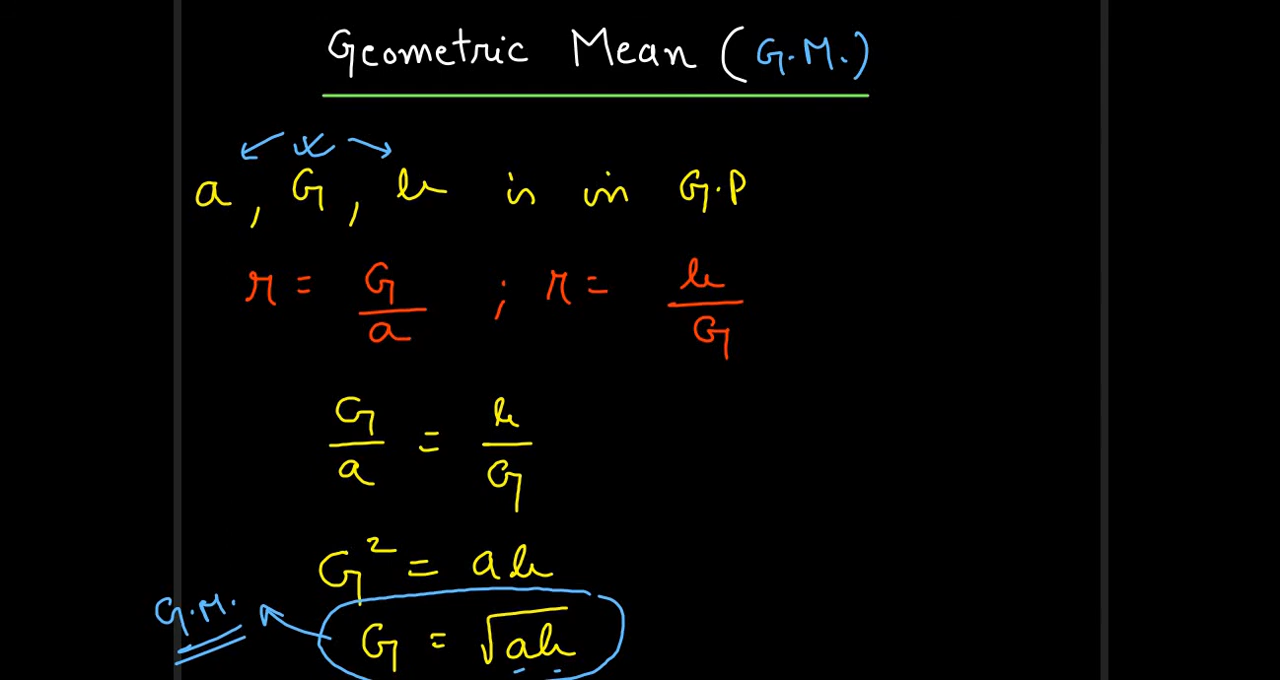 Geometric Mean (G.M.)
a, G, b is in G.P
r = G/a ; r = b/G
G/a = b/G
G² = ab
G.M.
G = √ab